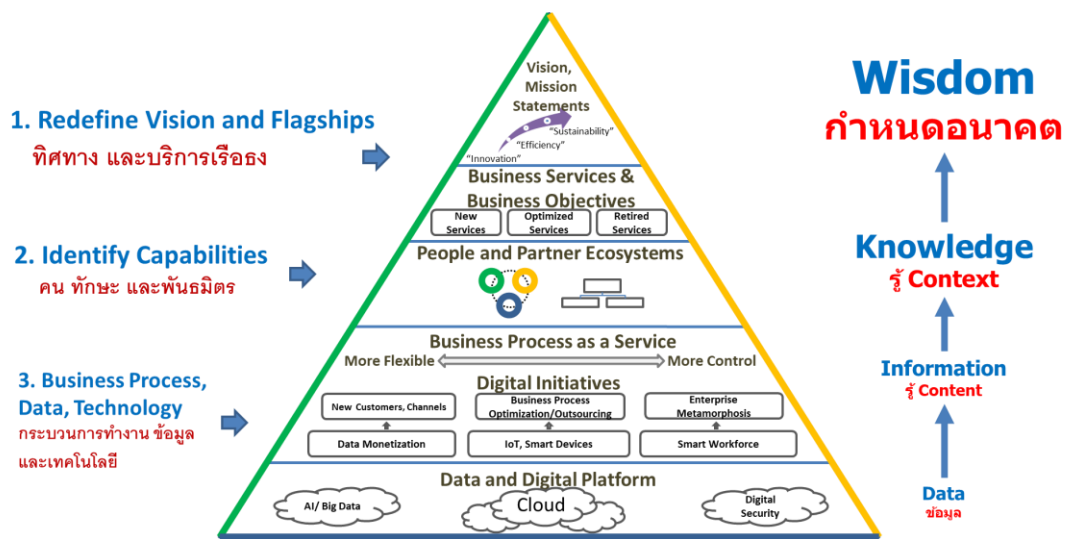 1. Redefine Vision and Flagships
ทิศทาง และบริการเรือธง
2. Identify Capabilities
คน ทักษะ และพันธมิตร
3. Business Process,
Data, Technology
กระบวนการทำงาน ข้อมูล
และเทคโนโลยี
Vision,
Mission
Statements
"Sustainability"
"Efficiency"
"Innovation"
Business Services &
Business Objectives
New
Services
Optimized
Services
Retired
Services
People and Partner Ecosystems
Business Process as a Service
More Flexible
More Control
Digital Initiatives
New Customers, Channels
Business Process
Optimization/Outsourcing
Enterprise
Metamorphosis
Data Monetization
IoT, Smart Devices
Smart Workforce
Data and Digital Platform
AI/ Big Data
Cloud
Digital
Security
Wisdom
กำหนดอนาคต
Knowledge
รู้ Context
Information
รู้ Content
Data
ข้อมูล